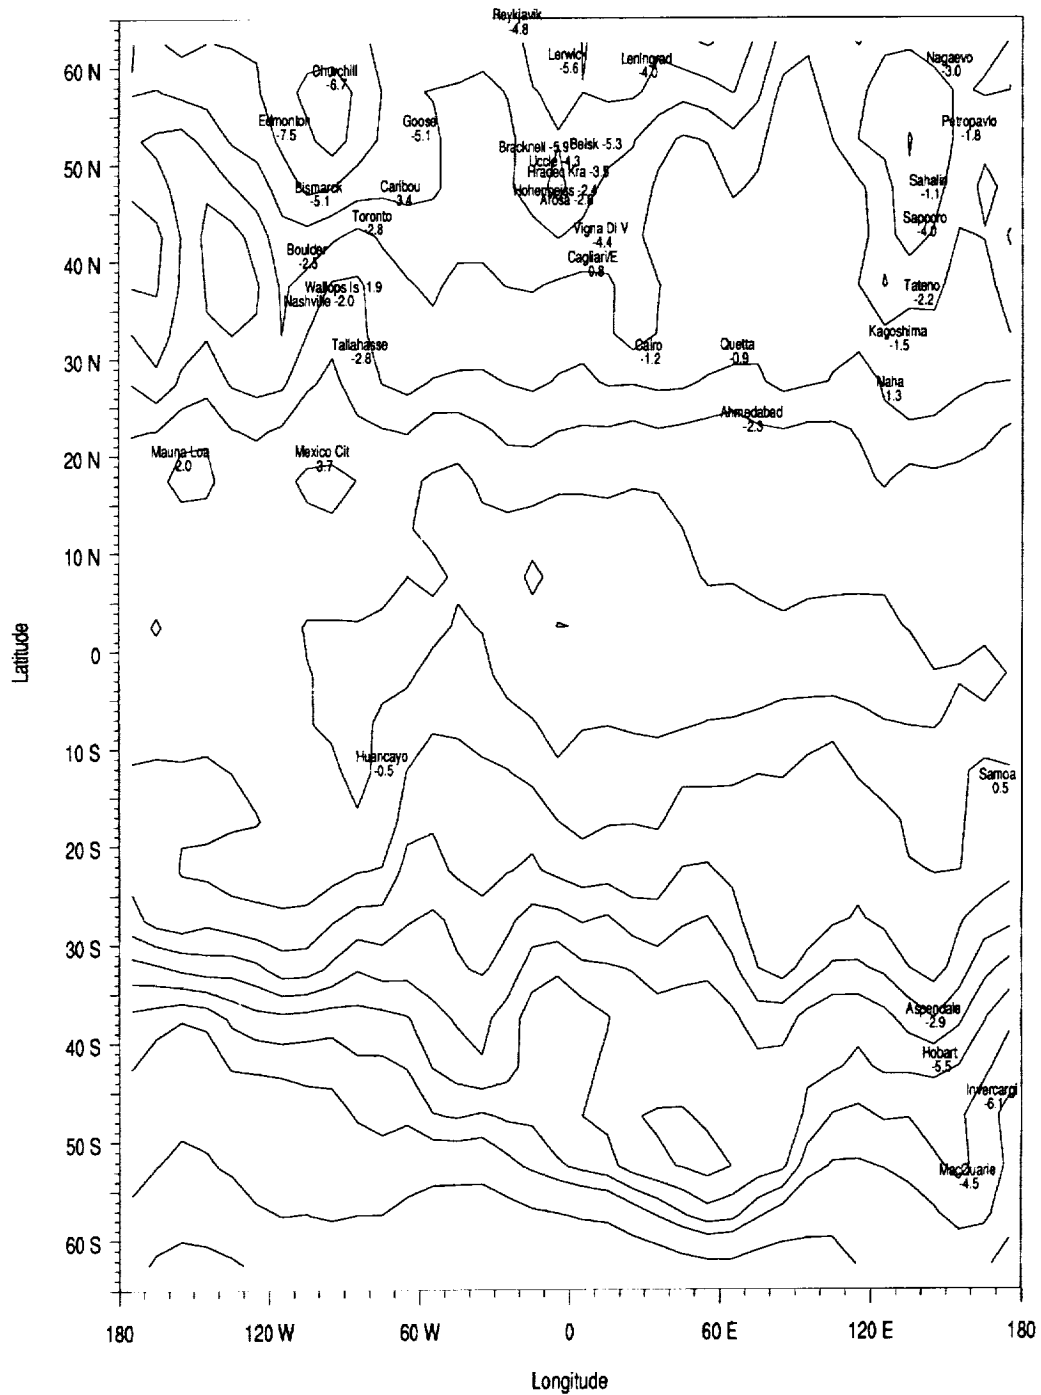 Reykjavik
-4.8
Lerwick
-5.6
Leningrad
-4.0
Nagaevo
-3.0
60 N
Churchill
-6.7
Edmonton
-7.5
Goose
-5.1
Petropavlo
-1.8
Bracknell -5.9
Belsk -5.3
Uccle -4.3
Hradec Kra
50 N
Bismarck
-5.1
Caribou
3.4
Hohenpeiss -2.4
Arosa
Sahalin
-1.1
Toronto
-2.8
Sapporo
-4.0
Vigna Di V
-4.4
Boulder
-2.5
Cagliari/E
0.8
40 N
Wallops Is 1.9
Nashville -2.0
Tateno
-2.2
Kagoshima
-1.5
Tallahasse
-2.8
Cairo
-1.2
Quetta
-0.9
30 N
Naha
-1.3
Ahmedabad
-2.3
Mauna Loa
2.0
Mexico Cit
3.7
20 N
10 N
0
Latitude
10 S
Huancayo
-0.5
Samoa
0.5
20 S
30 S
Aspendale
-2.9
40 S
Hobart
-5.5
Invercargi
-6.1
50 S
MacQuarie
-4.5
60 S
180
120 W
60 W
0
60 E
120 E
180
Longitude